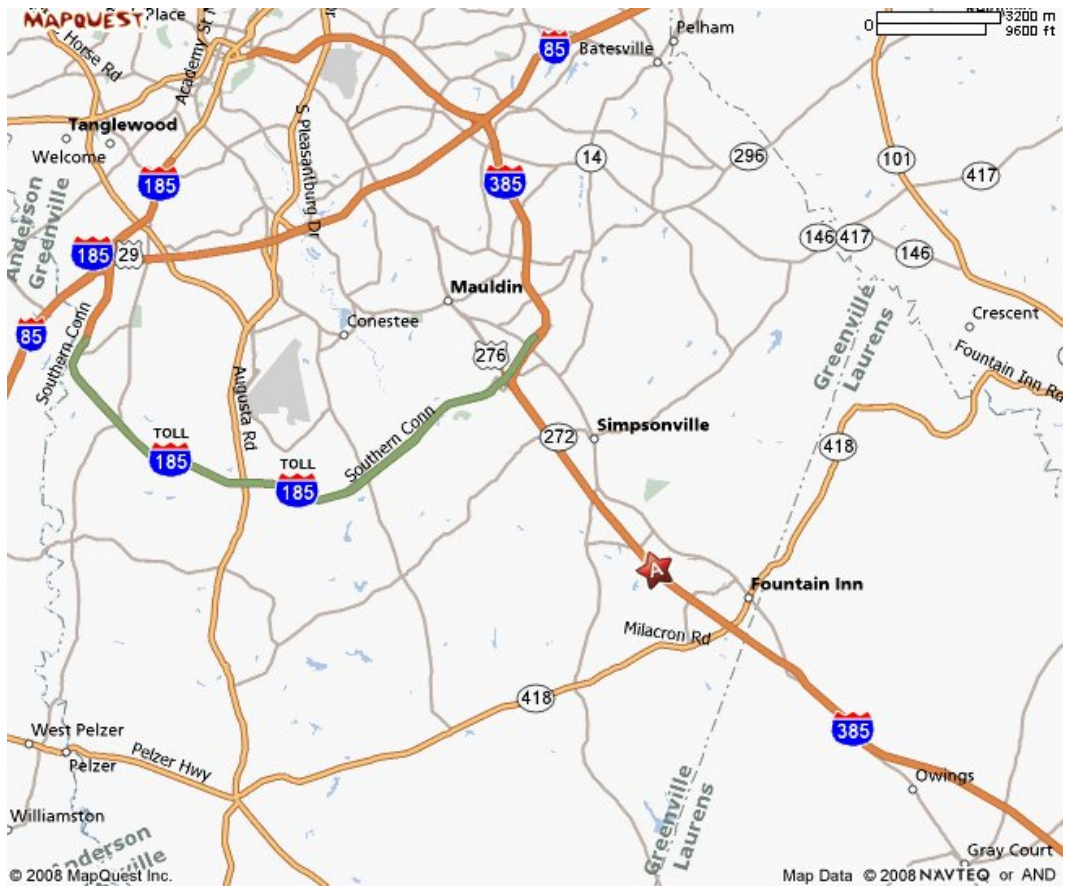 MAPQUEST.
Place
0
3200 m
9600 ft
Pelham
Batesville
85
Horse Rd
Academy St N
S Pleasantburg Dr
Tanglewood
Welcome
185
385
14
296
101
417
Anderson
Greenville
185
29
146
417
146
Mauldin
Conestee
Crescent
85
Southern Conn
276
Greenville
Laurens
Fountain Inn Rd
Augusta Rd
Southern Conn
272
Simpsonville
418
TOLL
185
TOLL
185
A
Fountain Inn
Milacron Rd
418
385
West Pelzer
Pelzer
Pelzer Hwy
Owings
Williamston
Anderson
Greenville
Laurens
Gray Court
© 2008 MapQuest Inc.
Map Data © 2008 NAVTEQ or AND